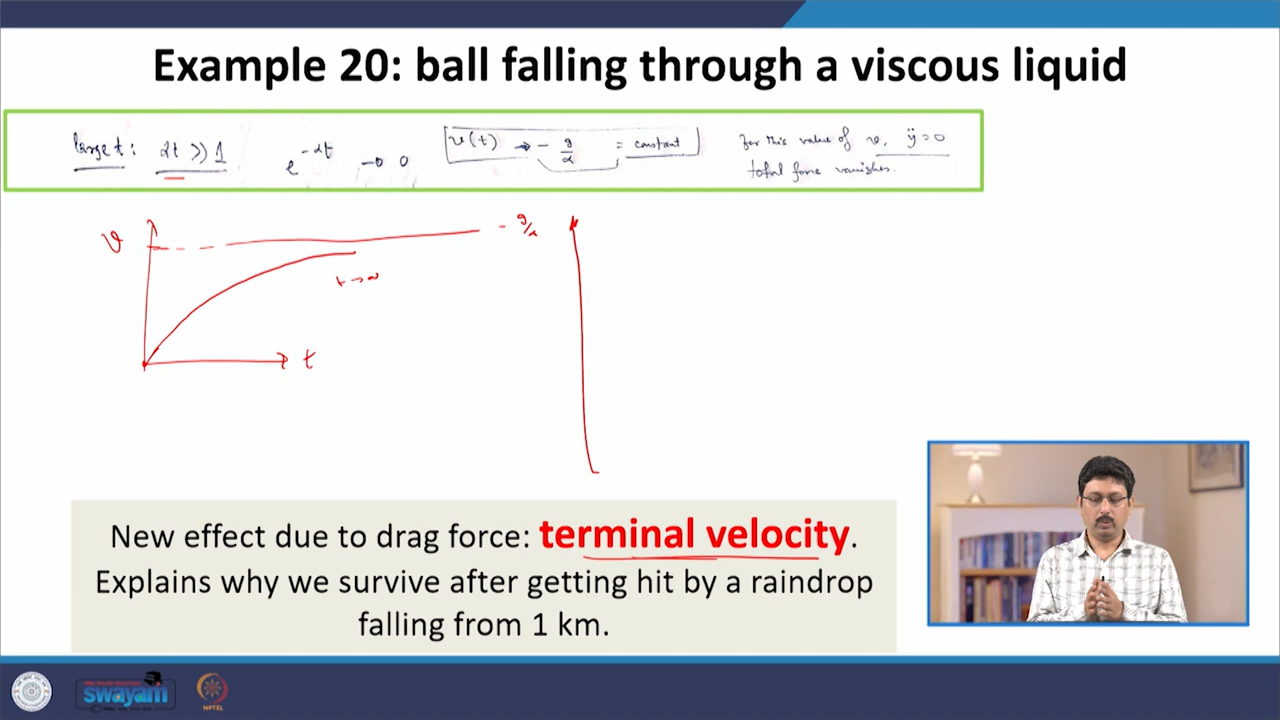 Example 20: ball falling through a viscous liquid
large t: αt >> 1 e^{-αt} → 0 v(t) → - g/α = constant For this value of v, ÿ=0
total force vanishes.
v
- g/α
t→∞
t
New effect due to drag force: terminal velocity.
Explains why we survive after getting hit by a raindrop
falling from 1 km.
swayam
NPTEL